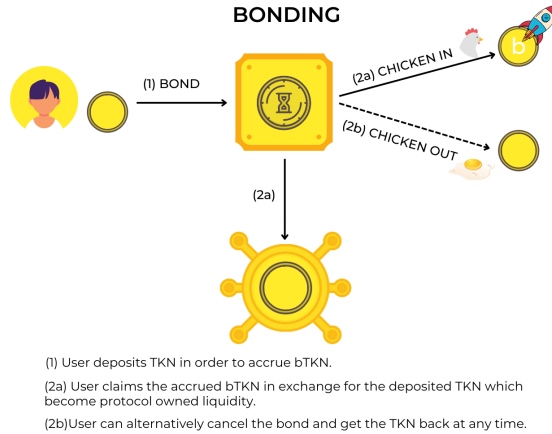 BONDING
(1) BOND
(2a) CHICKEN IN
b
(2b) CHICKEN OUT
(2a)
(1) User deposits TKN in order to accrue bTKN.
(2a) User claims the accrued bTKN in exchange for the deposited TKN which
become protocol owned liquidity.
(2b)User can alternatively cancel the bond and get the TKN back at any time.